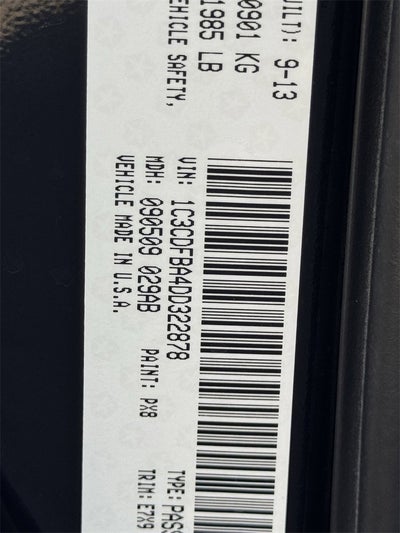 UILT): 9-13
0901 KG
1985 LB
EHICLE SAFETY,
VIN: 1C3CDFBA4DD322878
TYPE: PASS
MDH: 090509 029AB PAINT: PX8
TRIM: E7X9
VEHICLE MADE IN U.S.A.